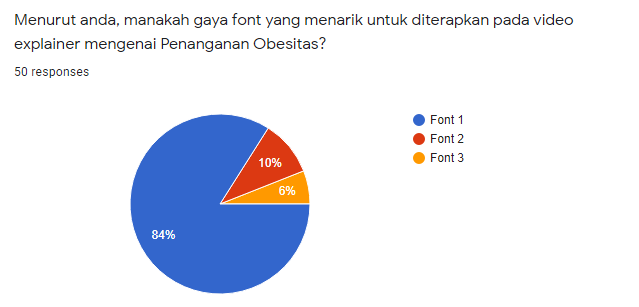 Menurut anda, manakah gaya font yang menarik untuk diterapkan pada video
explainer mengenai Penanganan Obesitas?
50 responses
Font 1
Font 2
Font 3
10%
6%
84%